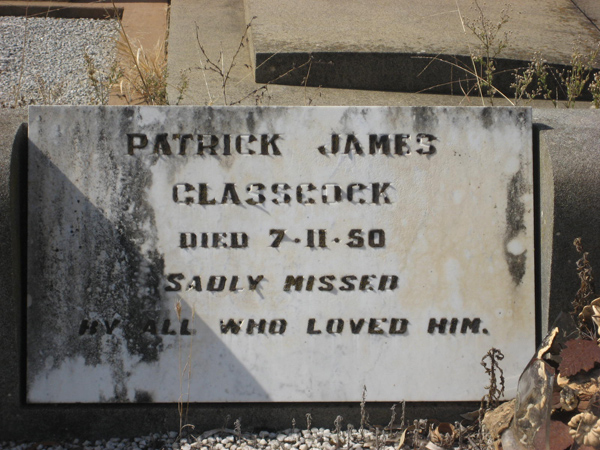 PATRICK JAMES
GLASSCOCK
DIED 7·11·50
SADLY MISSED
BY ALL WHO LOVED HIM.